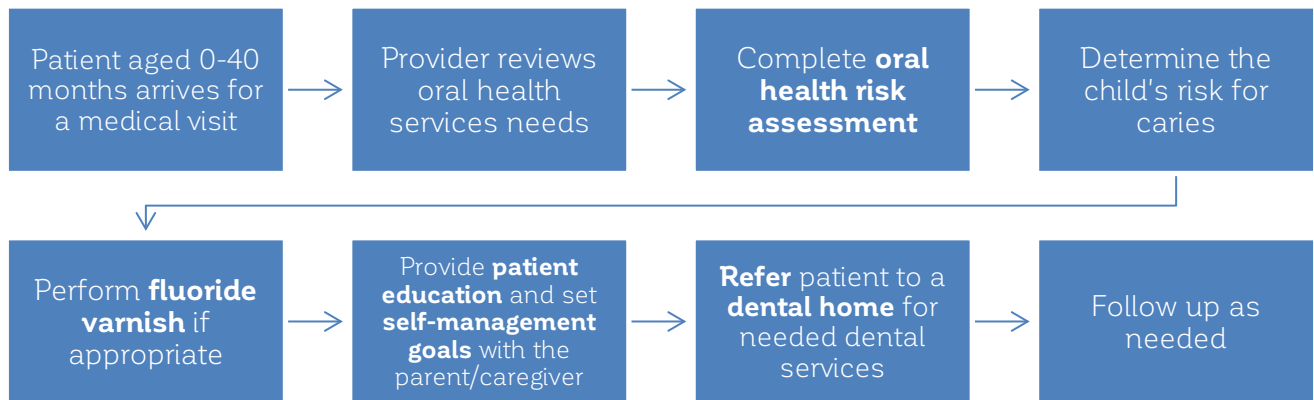 Patient aged 0-40
months arrives for
a medical visit
Provider reviews
oral health
services needs
Complete oral
health risk
assessment
Determine the
child's risk for
caries
Perform fluoride
varnish if
appropriate
Provide patient
education and set
self-management
goals with the
parent/caregiver
Refer patient to a
dental home for
needed dental
services
Follow up as
needed